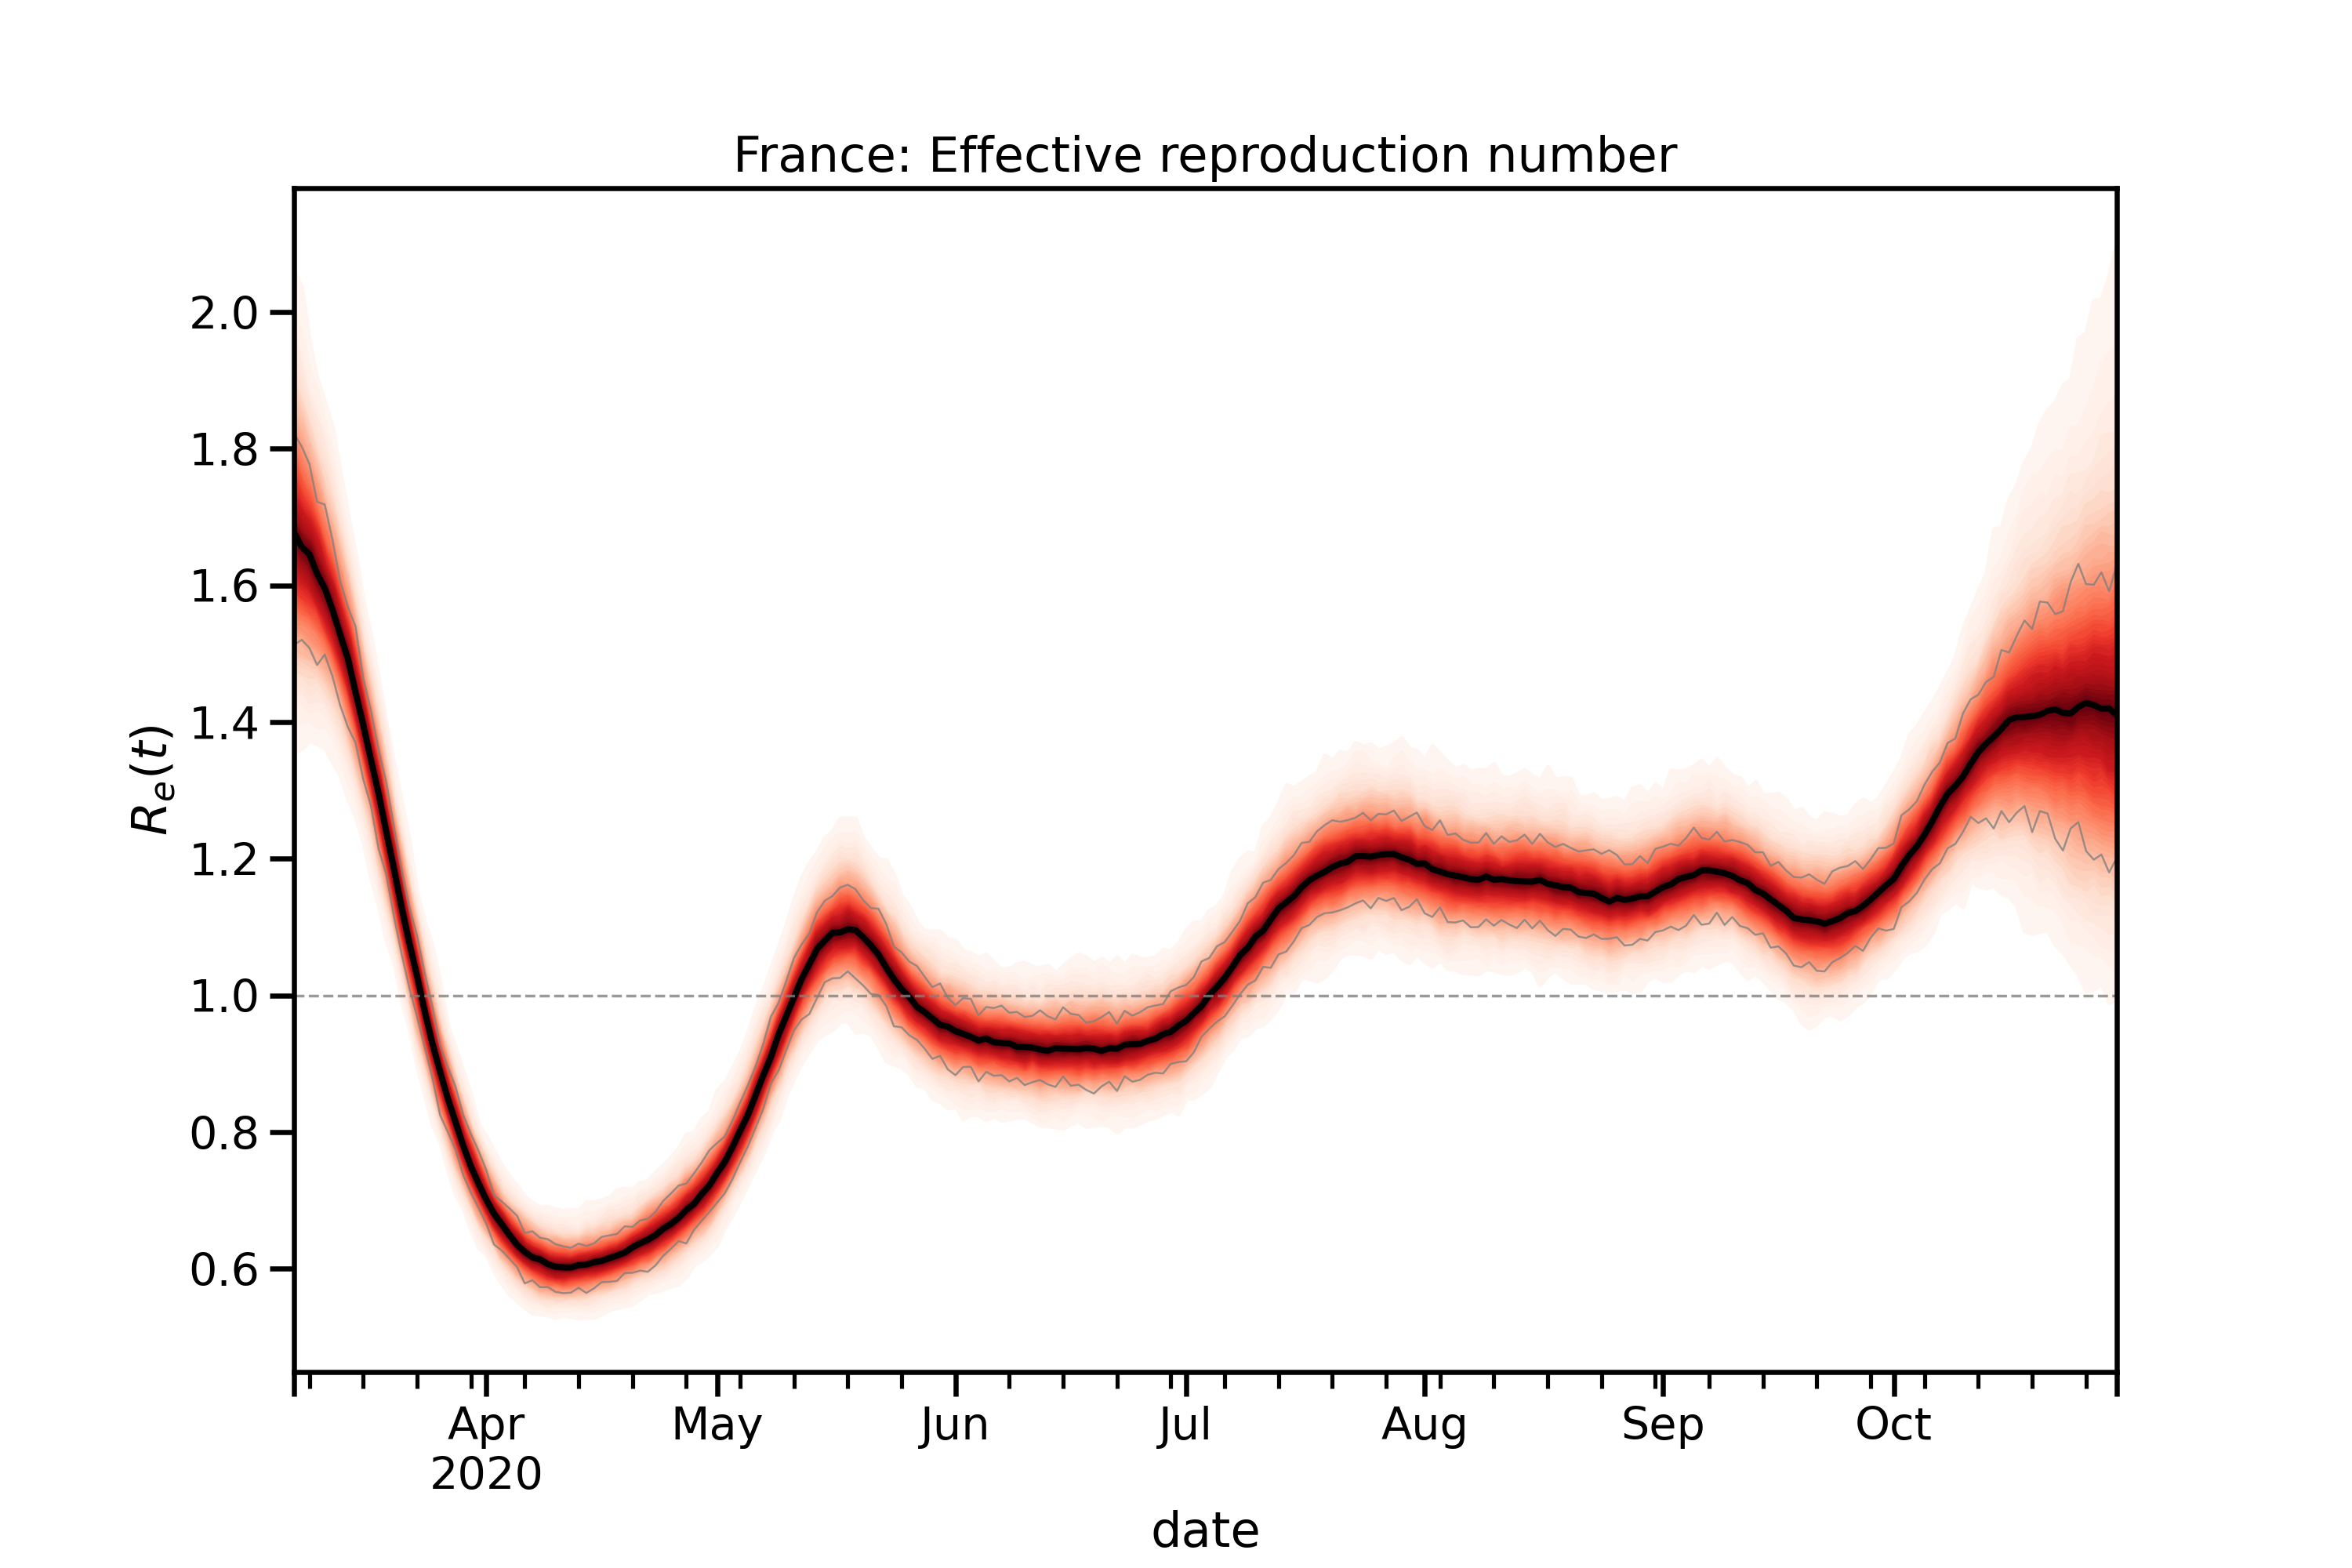 France: Effective reproduction number
2.0
1.8
1.6
1.4
1.2
1.0
0.8
0.6
Rₑ(t)
Apr May Jun Jul Aug Sep Oct
2020
date